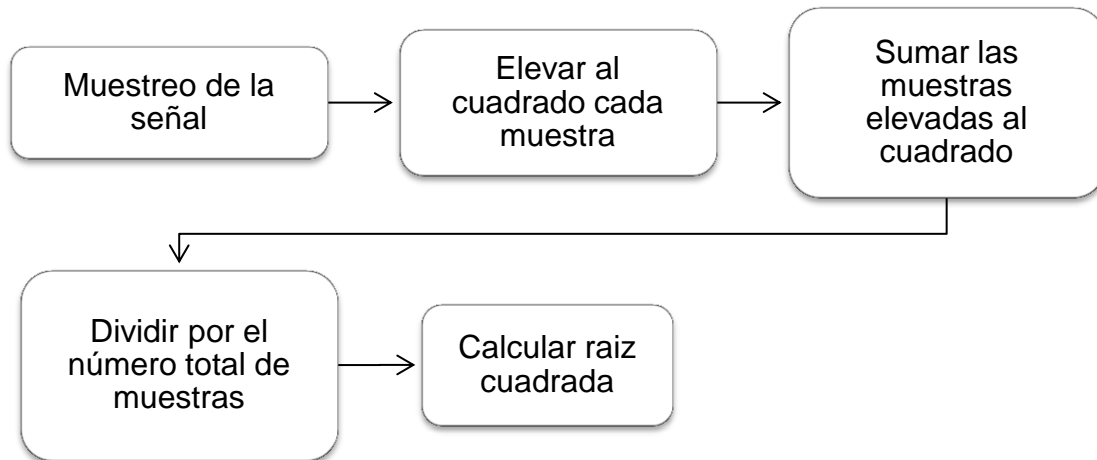 Muestreo de la
señal
Elevar al
cuadrado cada
muestra
Sumar las
muestras
elevadas al
cuadrado
Dividir por el
número total de
muestras
Calcular raiz
cuadrada